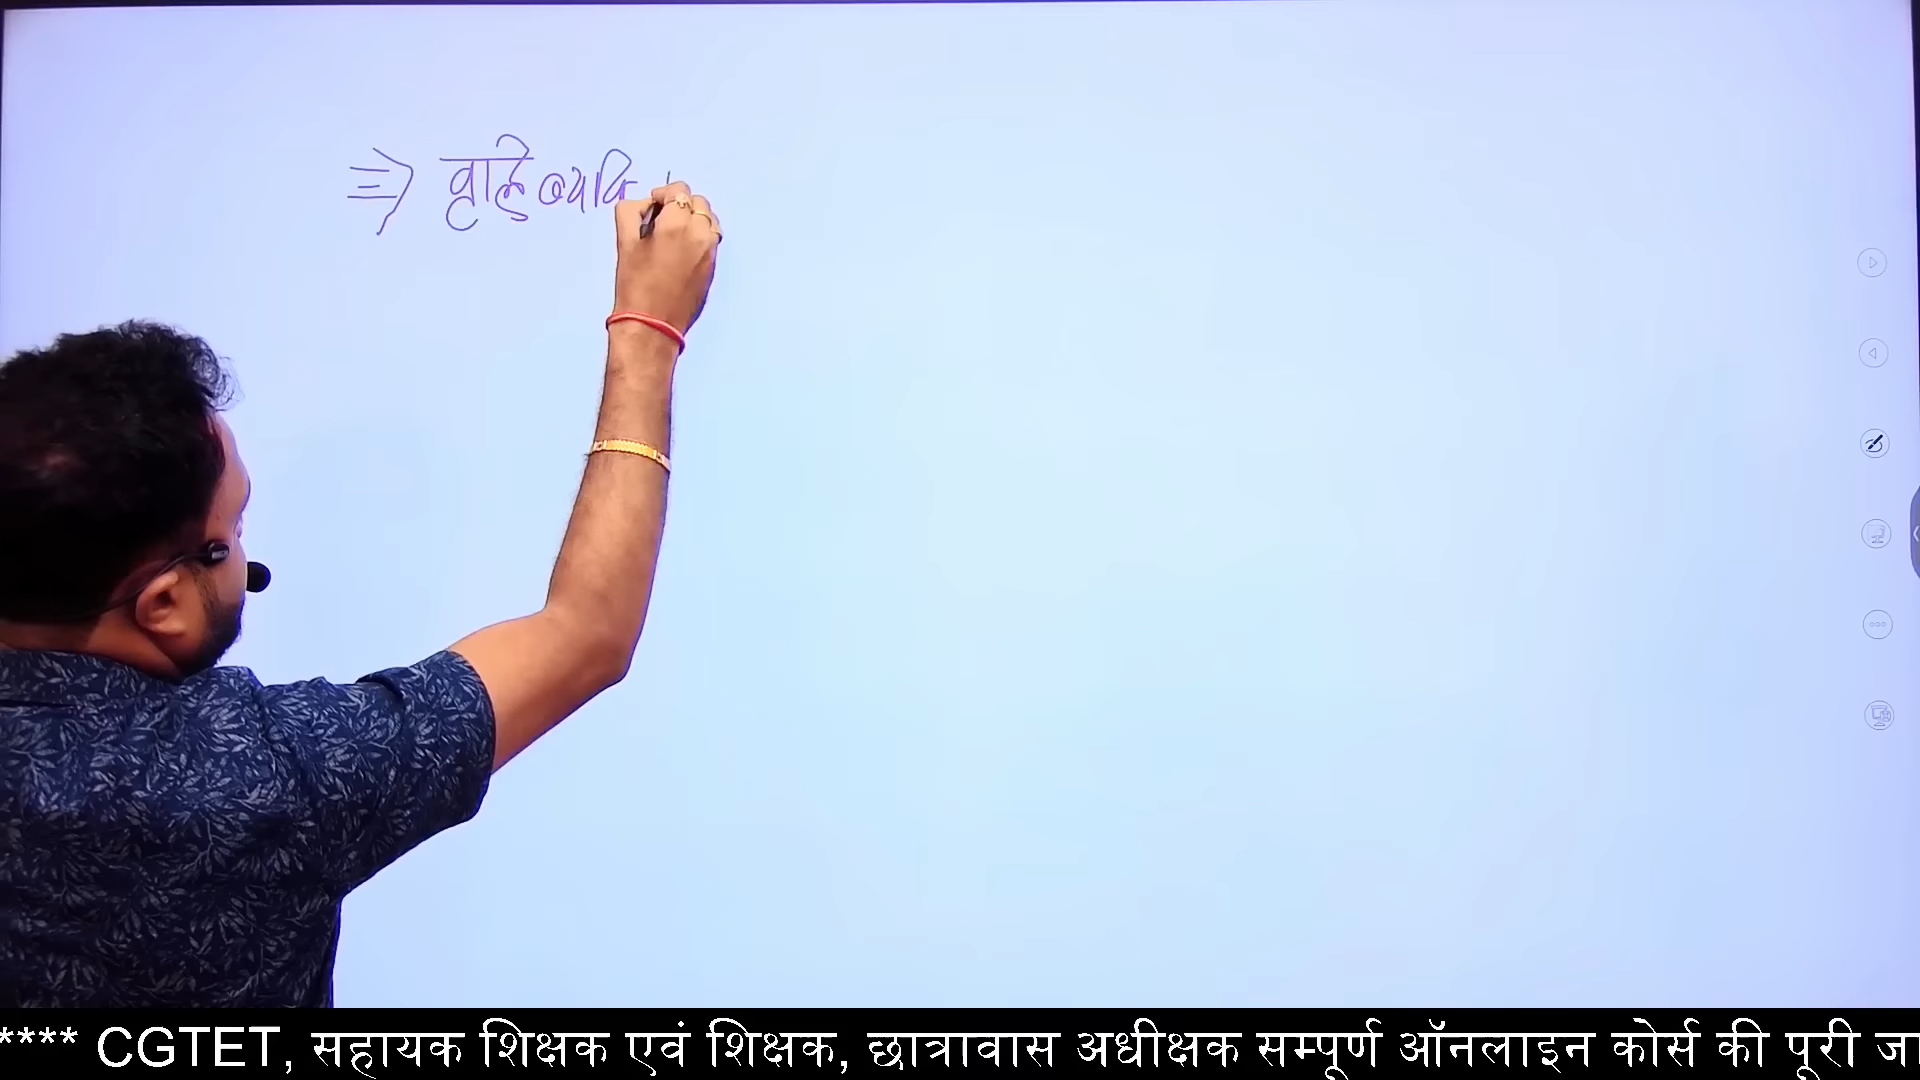 ⇒ वाले व्यक्ति
**** CGTET, सहायक शिक्षक एवं शिक्षक, छात्रावास अधीक्षक सम्पूर्ण ऑनलाइन कोर्स की पूरी जा